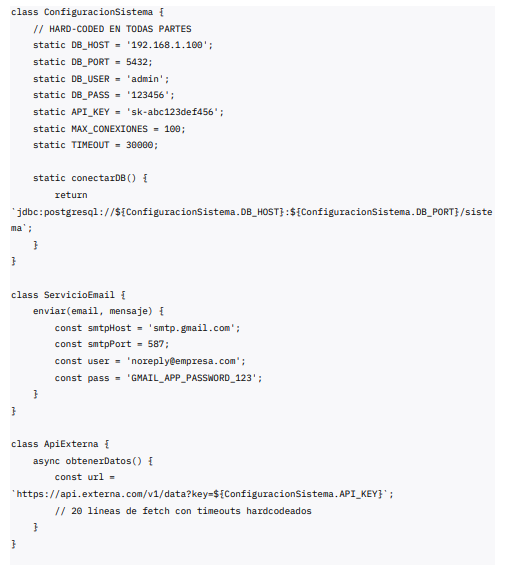 class ConfiguracionSistema {
    // HARD-CODED EN TODAS PARTES
    static DB_HOST = '192.168.1.100';
    static DB_PORT = 5432;
    static DB_USER = 'admin';
    static DB_PASS = '123456';
    static API_KEY = 'sk-abc123def456';
    static MAX_CONEXIONES = 100;
    static TIMEOUT = 30000;

    static conectarDB() {
        return
`jdbc:postgresql://${ConfiguracionSistema.DB_HOST}:${ConfiguracionSistema.DB_PORT}/siste
ma`;
    }
}

class ServicioEmail {
    enviar(email, mensaje) {
        const smtpHost = 'smtp.gmail.com';
        const smtpPort = 587;
        const user = 'noreply@empresa.com';
        const pass = 'GMAIL_APP_PASSWORD_123';
    }
}

class ApiExterna {
    async obtenerDatos() {
        const url =
`https://api.externa.com/v1/data?key=${ConfiguracionSistema.API_KEY}`;
        // 20 líneas de fetch con timeouts hardcodeados
    }
}